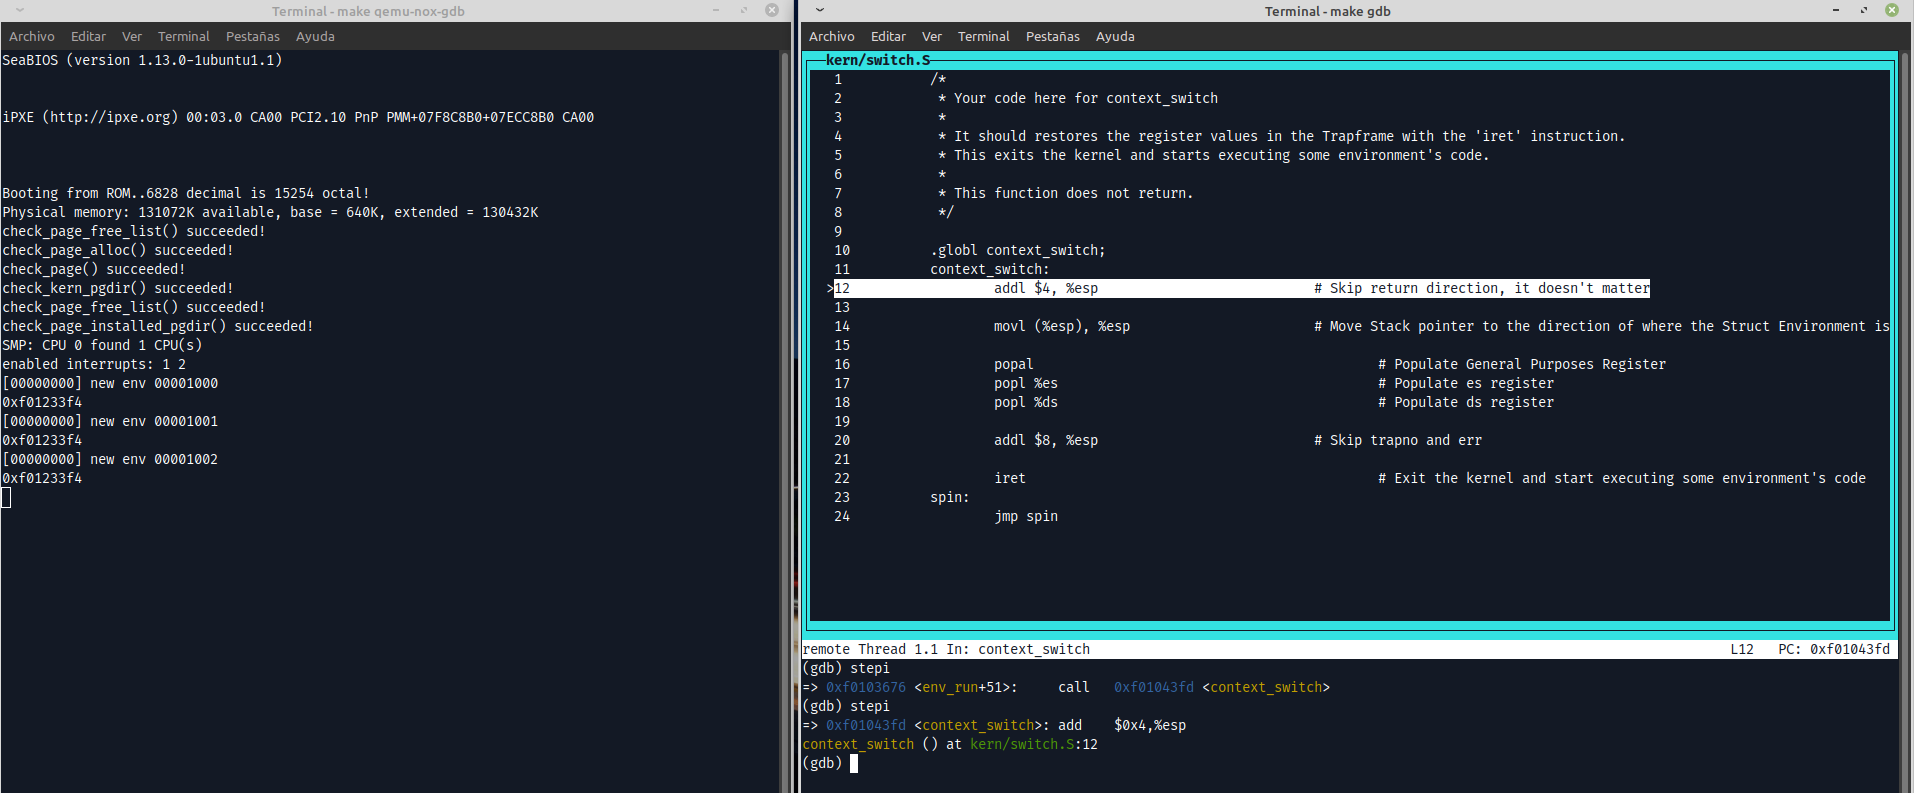 Terminal - make qemu-nox-gdb
Archivo Editar Ver Terminal Pestañas Ayuda
SeaBIOS (version 1.13.0-1ubuntu1.1)
iPXE (http://ipxe.org) 00:03.0 CA00 PCI2.10 PnP PMM+07F8C8B0+07ECC8B0 CA00
Booting from ROM..6828 decimal is 15254 octal!
Physical memory: 131072K available, base = 640K, extended = 130432K
check_page_free_list() succeeded!
check_page_alloc() succeeded!
check_page() succeeded!
check_kern_pgdir() succeeded!
check_page_free_list() succeeded!
check_page_installed_pgdir() succeeded!
SMP: CPU 0 found 1 CPU(s)
enabled interrupts: 1 2
[00000000] new env 00001000
0xf01233f4
[00000000] new env 00001001
0xf01233f4
[00000000] new env 00001002
0xf01233f4
Terminal - make gdb
Archivo Editar Ver Terminal Pestañas Ayuda
kern/switch.S
1 /*
2 * Your code here for context_switch
3 *
4 * It should restores the register values in the Trapframe with the 'iret' instruction.
5 * This exits the kernel and starts executing some environment's code.
6 *
7 * This function does not return.
8 */
9
10 .globl context_switch;
11 context_switch:
>12 addl $4, %esp # Skip return direction, it doesn't matter
13
14 movl (%esp), %esp # Move Stack pointer to the direction of where the Struct Environment is
15
16 popal # Populate General Purposes Register
17 popl %es # Populate es register
18 popl %ds # Populate ds register
19
20 addl $8, %esp # Skip trapno and err
21
22 iret # Exit the kernel and start executing some environment's code
23 spin:
24 jmp spin
remote Thread 1.1 In: context_switch L12 PC: 0xf01043fd
(gdb) stepi
=> 0xf0103676 <env_run+51>: call 0xf01043fd <context_switch>
(gdb) stepi
=> 0xf01043fd <context_switch>: add $0x4,%esp
context_switch () at kern/switch.S:12
(gdb)